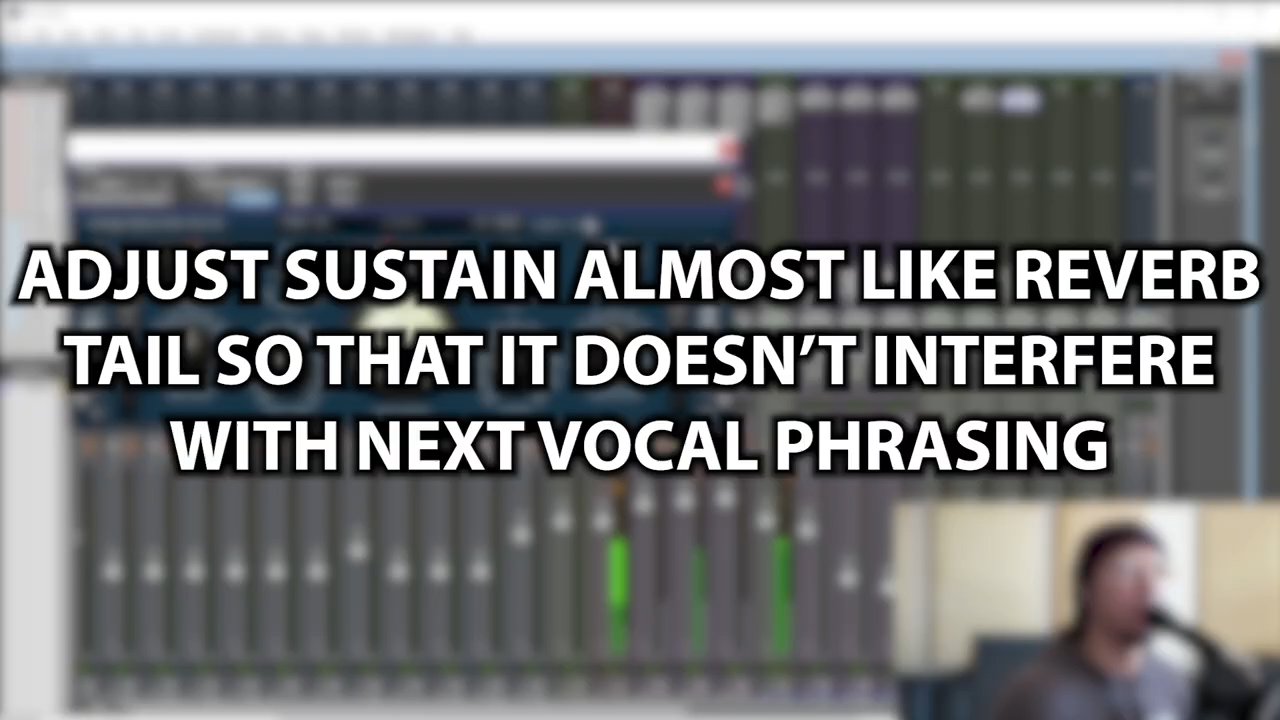 ADJUST SUSTAIN ALMOST LIKE REVERB
TAIL SO THAT IT DOESN'T INTERFERE
WITH NEXT VOCAL PHRASING